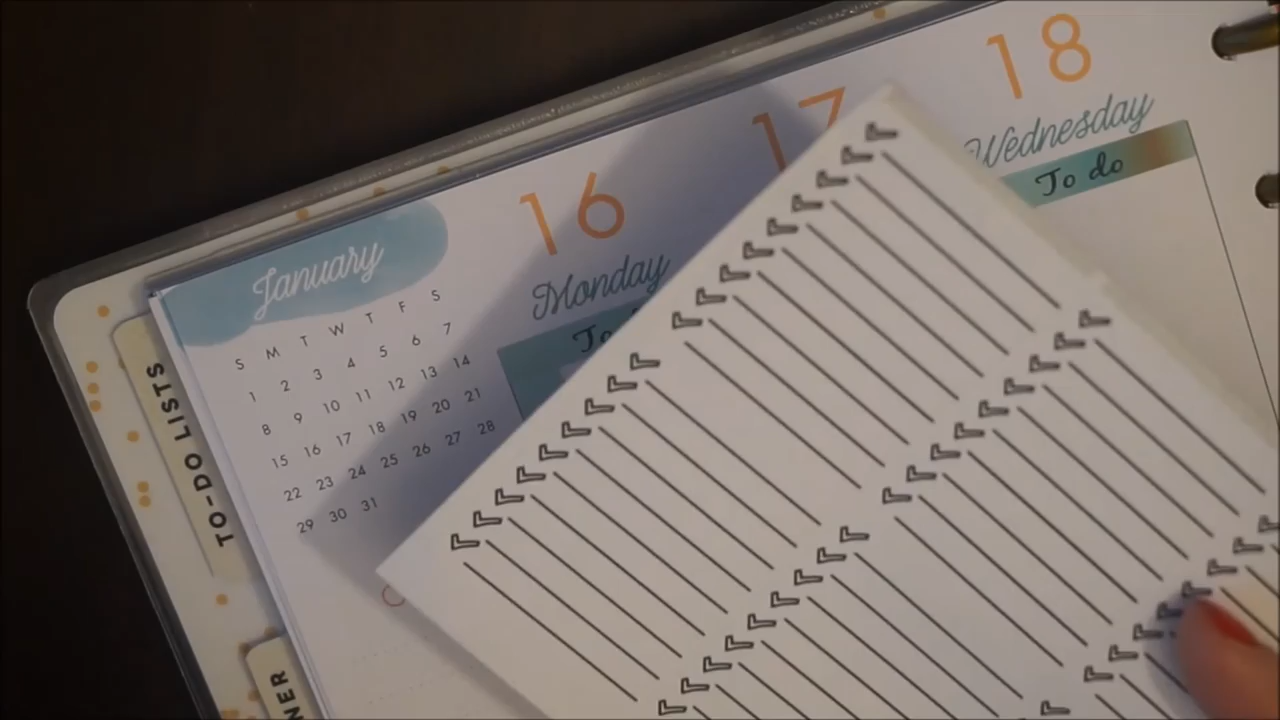 16
17
18
Monday
Wednesday
To do
January
S M T W T F S
1 2 3 4 5 6 7
8 9 10 11 12 13 14
15 16 17 18 19 20 21
22 23 24 25 26 27 28
29 30 31
TO-DO LISTS